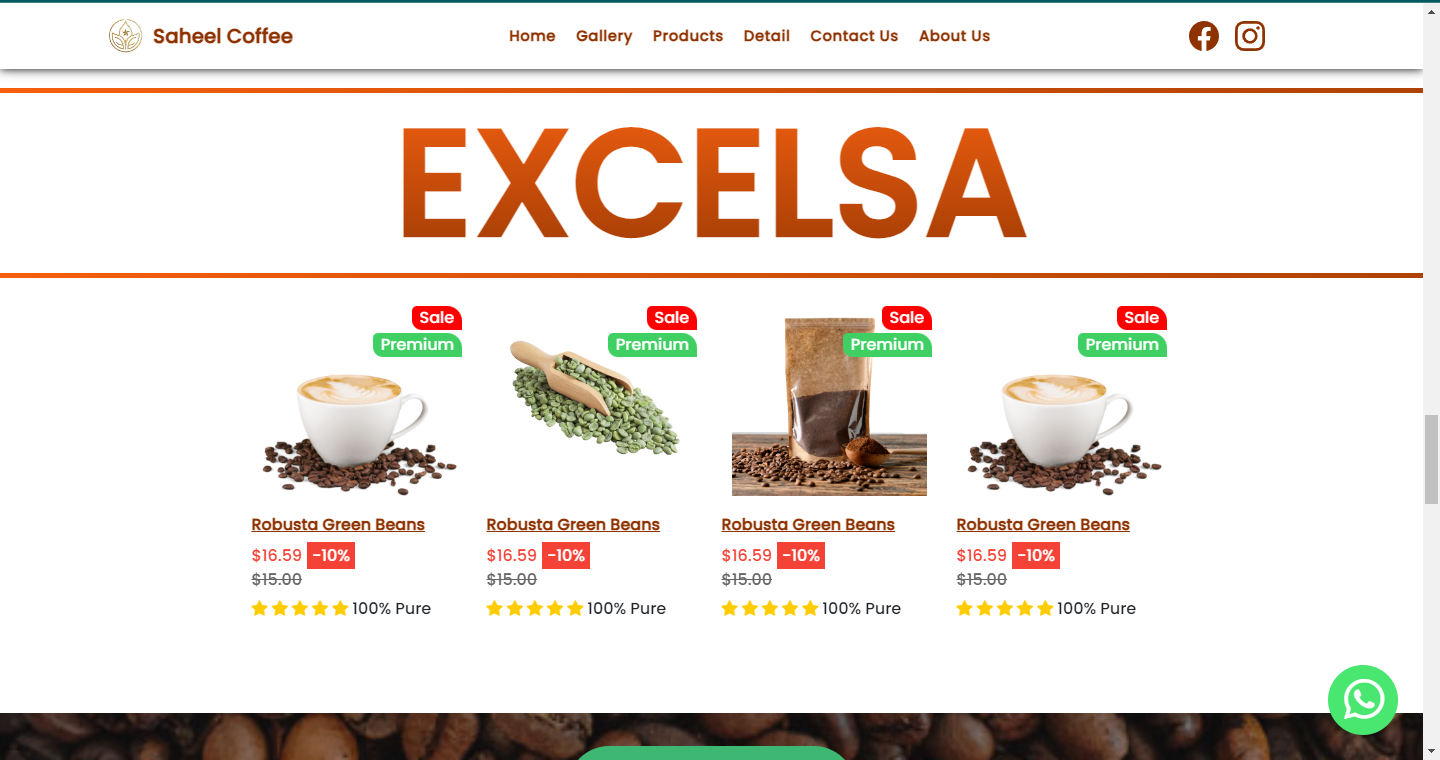 Saheel Coffee
Home Gallery Products Detail Contact Us About Us
EXCELSA
Sale
Premium
Robusta Green Beans
$16.59 -10%
$15.00
100% Pure
Sale
Premium
Robusta Green Beans
$16.59 -10%
$15.00
100% Pure
Sale
Premium
Robusta Green Beans
$16.59 -10%
$15.00
100% Pure
Sale
Premium
Robusta Green Beans
$16.59 -10%
$15.00
100% Pure